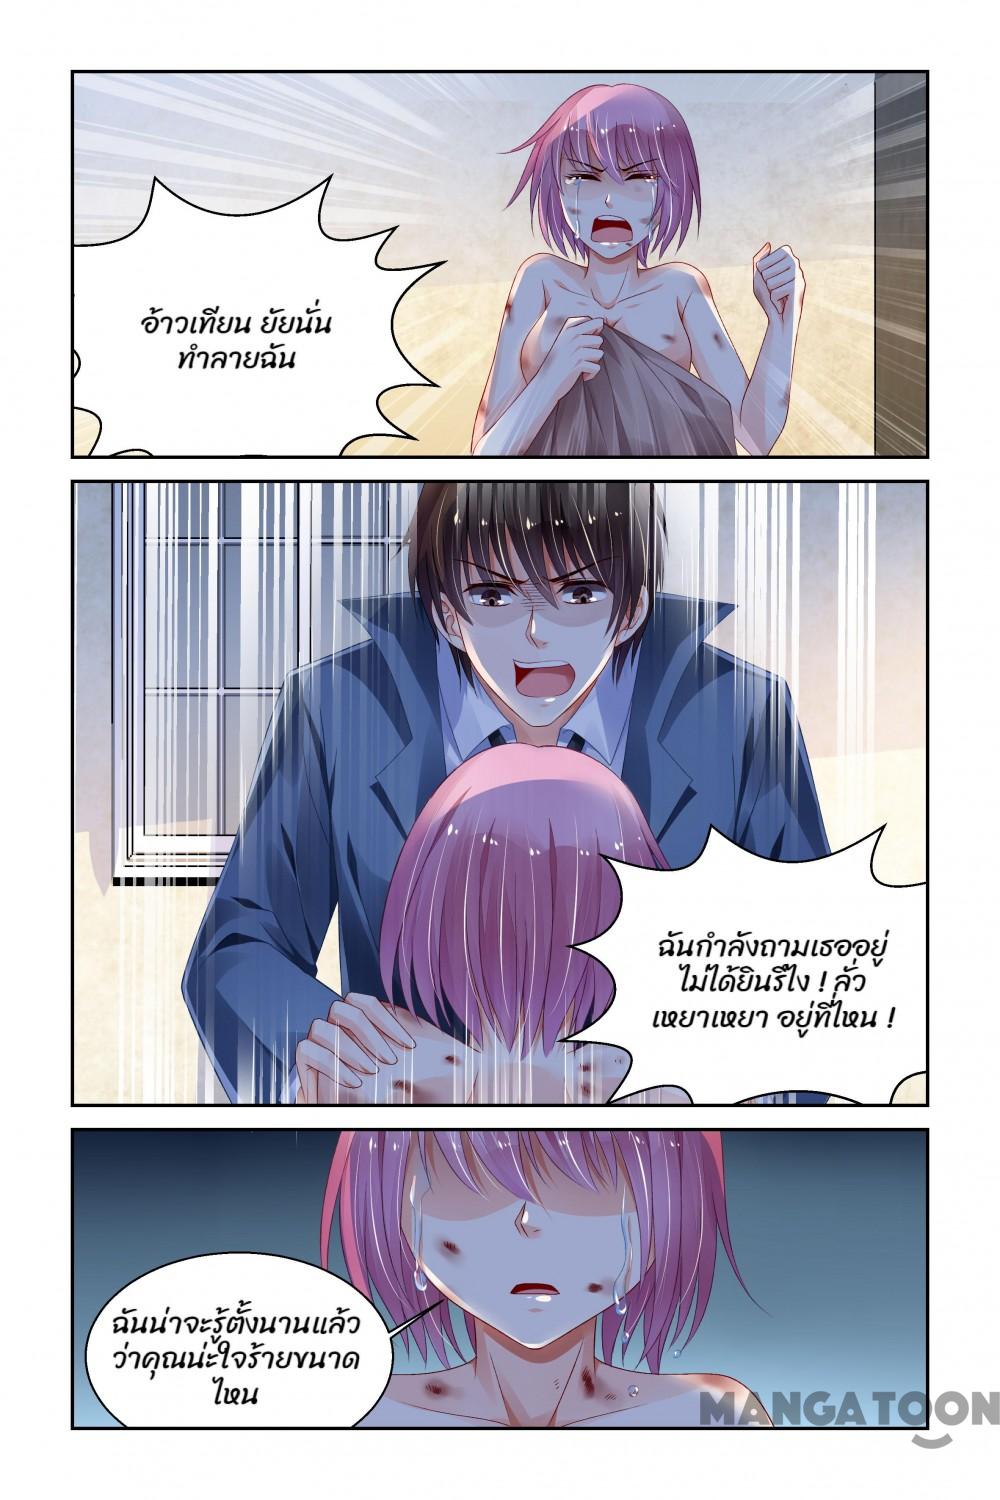 อ้าวเทียน ยัยนั่น
ทำลายฉัน
ฉันกำลังถามเธออยู่
ไม่ได้ยินรึไง ! ลั่ว
เหยาเหยา อยู่ที่ไหน !
ฉันน่าจะรู้ตั้งนานแล้ว
ว่าคุณน่ะใจร้ายขนาด
ไหน
MANGATOON